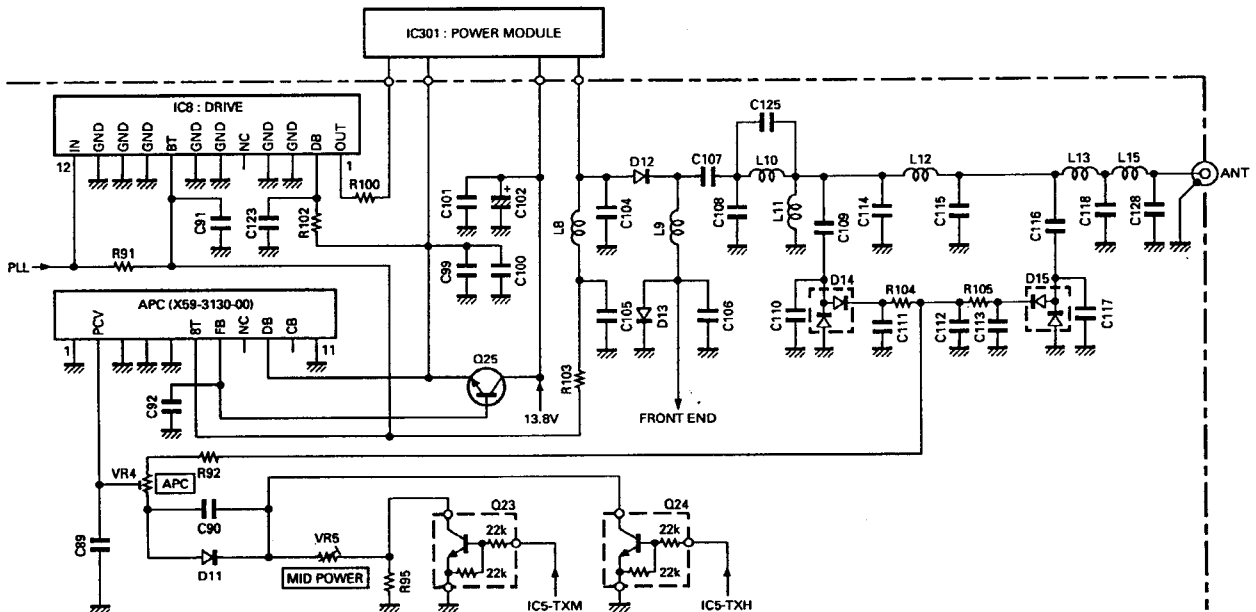 IC301 : POWER MODULE
IC8 : DRIVE
IN
GND
GND
GND
BT
GND
GND
NC
GND
GND
DB
OUT
12
1
R100
C91
C123
R102
C101
C102
+
C99
C100
R91
PLL
APC (X59-3130-00)
PCV
BT
FB
NC
DB
CB
1
11
C92
Q25
13.8V
L8
C104
C105
R103
D12
C107
L9
D13
C106
FRONT END
C125
L10
C108
L11
C109
C114
L12
C115
C116
L13
L15
C118
C128
ANT
C110
D14
R104
C111
C112
R105
C113
D15
C117
VR4
APC
R92
C90
C89
D11
VR5
MID POWER
R95
Q23
22k
22k
IC5-TXM
Q24
22k
22k
IC5-TXH